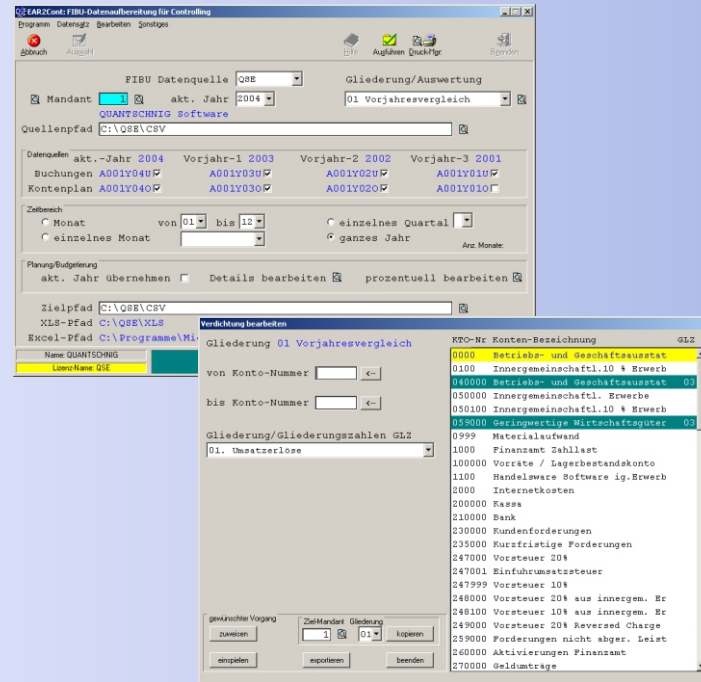 EAR2Cont: FIBU-Datenaufbereitung für Controlling
Programm Datensatz Bearbeiten Sonstiges
Abbruch Auswahl Hilfe Ausführen Druck-Mgr. Beenden
FIBU Datenquelle QSE Gliederung/Auswertung
Mandant 1 akt. Jahr 2004 01 Vorjahresvergleich
QUANTSCHNIG Software
Quellenpfad C:\QSE\CSV
Datenquellen akt.-Jahr 2004 Vorjahr-1 2003 Vorjahr-2 2002 Vorjahr-3 2001
Buchungen A001Y04U A001Y03U A001Y02U A001Y01U
Kontenplan A001Y04O A001Y03O A001Y02O A001Y01O
Zeitbereich
Monat von 01 bis 12 einzelnes Quartal
einzelnes Monat ganzes Jahr Anz. Monate:
Planung/Budgetierung
akt. Jahr übernehmen Details bearbeiten prozentuell bearbeiten
Zielpfad C:\QSE\CSV
XLS-Pfad C:\QSE\XLS
Excel-Pfad C:\Programme\Mi
Name: QUANTSCHNIG
Lizenz-Name: QSE
Verdichtung bearbeiten
Gliederung 01 Vorjahresvergleich
von Konto-Nummer <--
bis Konto-Nummer <--
Gliederung/Gliederungszahlen GLZ
01. Umsatzerlöse
gewünschter Vorgang Ziel-Mandant Gliederung
zuweisen 1 01 kopieren
einspielen exportieren beenden
KTO-Nr Konten-Bezeichnung GLZ
0000 Betriebs- und Geschäftsausstat
0100 Innergemeinschaftl.10 % Erwerb
040000 Betriebs- und Geschäftsausstat 03
050000 Innergemeinschaftl. Erwerbe
050100 Innergemeinschaftl.10 % Erwerb
059000 Geringwertige Wirtschaftsgüter 03
0999 Materialaufwand
1000 Finanzamt Zahllast
100000 Vorräte / Lagerbestandskonto
1100 Handelsware Software ig.Erwerb
2000 Internetkosten
200000 Kassa
210000 Bank
230000 Kundenforderungen
235000 Kurzfristige Forderungen
247000 Vorsteuer 20%
247001 Einfuhrumsatzsteuer
247999 Vorsteuer 10%
248000 Vorsteuer 20% aus innergem. Er
248100 Vorsteuer 10% aus innergem. Er
249000 Vorsteuer 20% Reversed Charge
259000 Forderungen nicht abger. Leist
260000 Aktivierungen Finanzamt
270000 Geldumträge